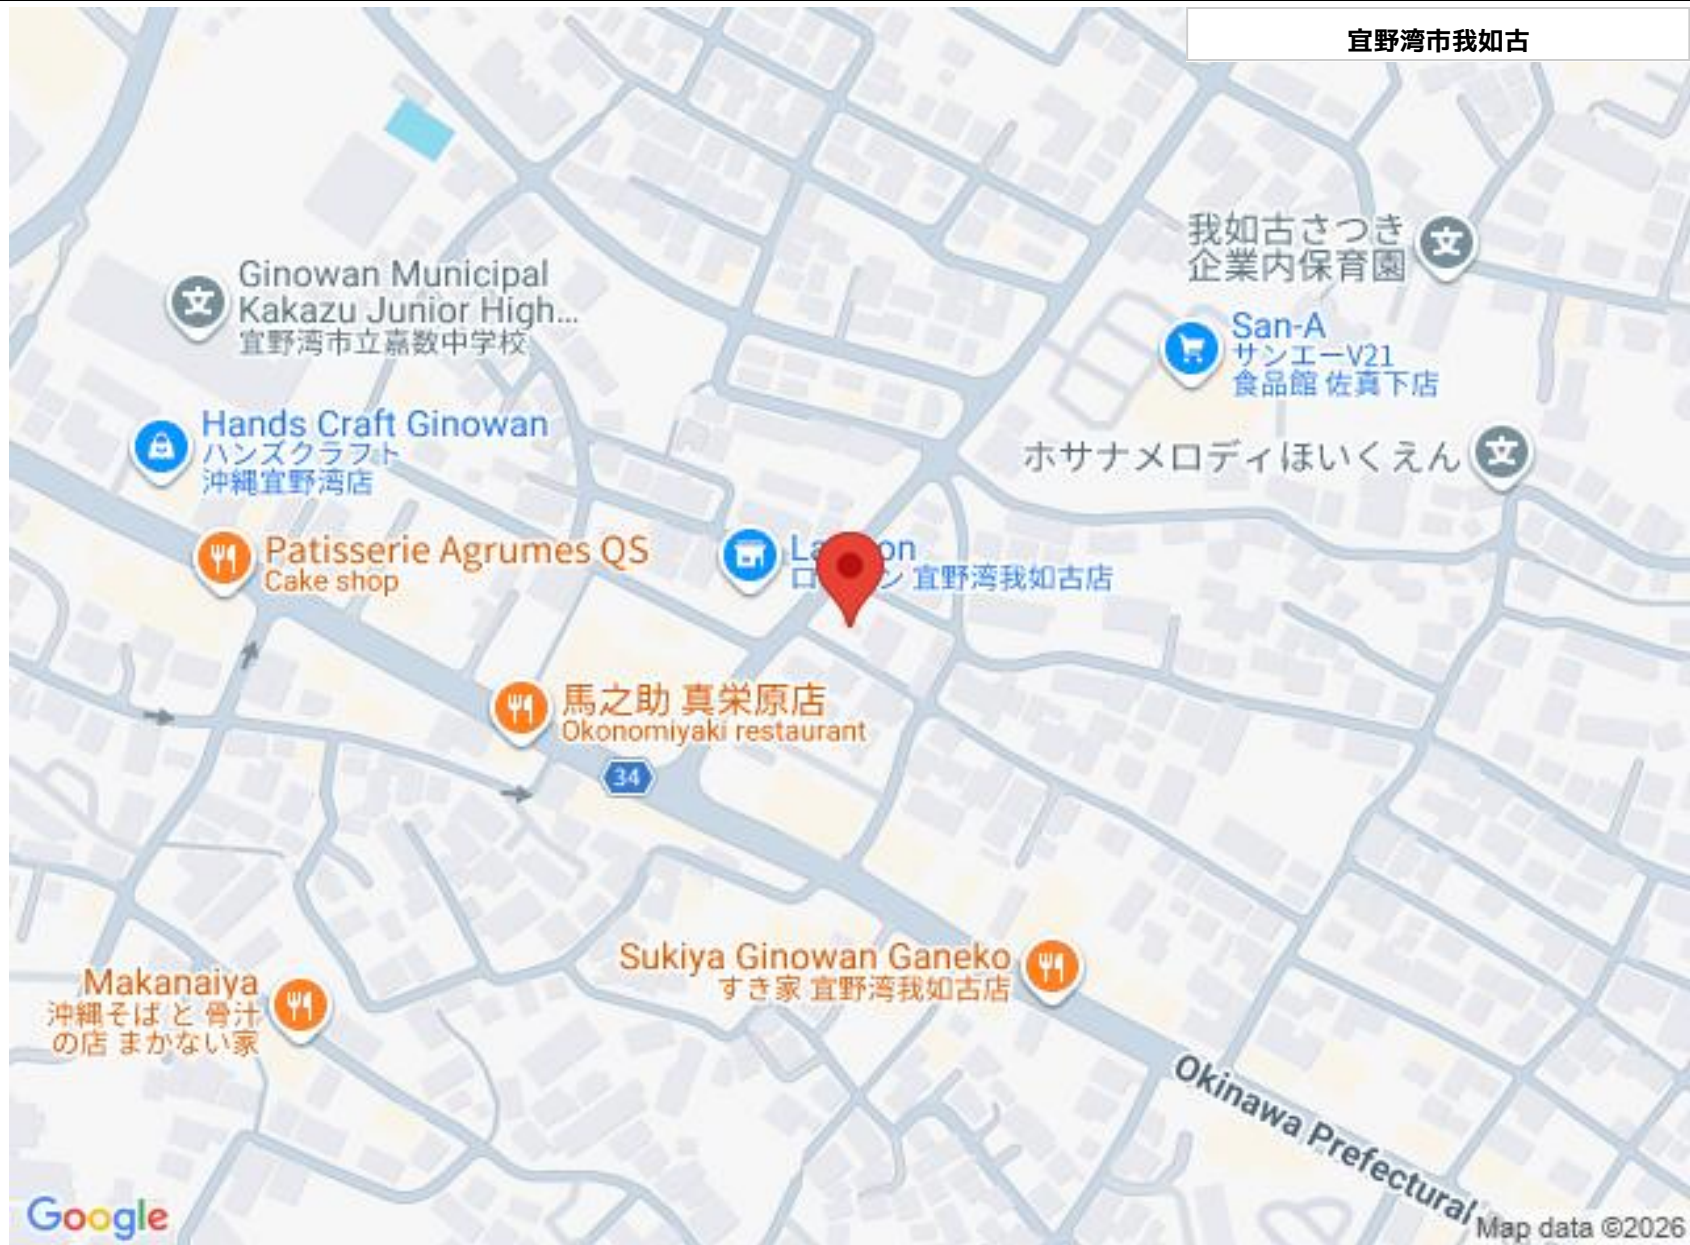 宜野湾市我如古
我如古さつき
企業内保育園
Ginowan Municipal
Kakazu Junior High...
宜野湾市立嘉数中学校
San-A
サンエーV21
食品館 佐真下店
Hands Craft Ginowan
ハンズクラフト
沖縄宜野湾店
ホサナメロディほいくえん
Patisserie Agrumes QS
Cake shop
宜野湾我如古店
馬之助 真栄原店
Okonomiyaki restaurant
34
Sukiya Ginowan Ganeko
すき家 宜野湾我如古店
Makanaiya
沖縄そば と 骨汁
の店 まかない家
Okinawa Prefectural
Google
Map data ©2026